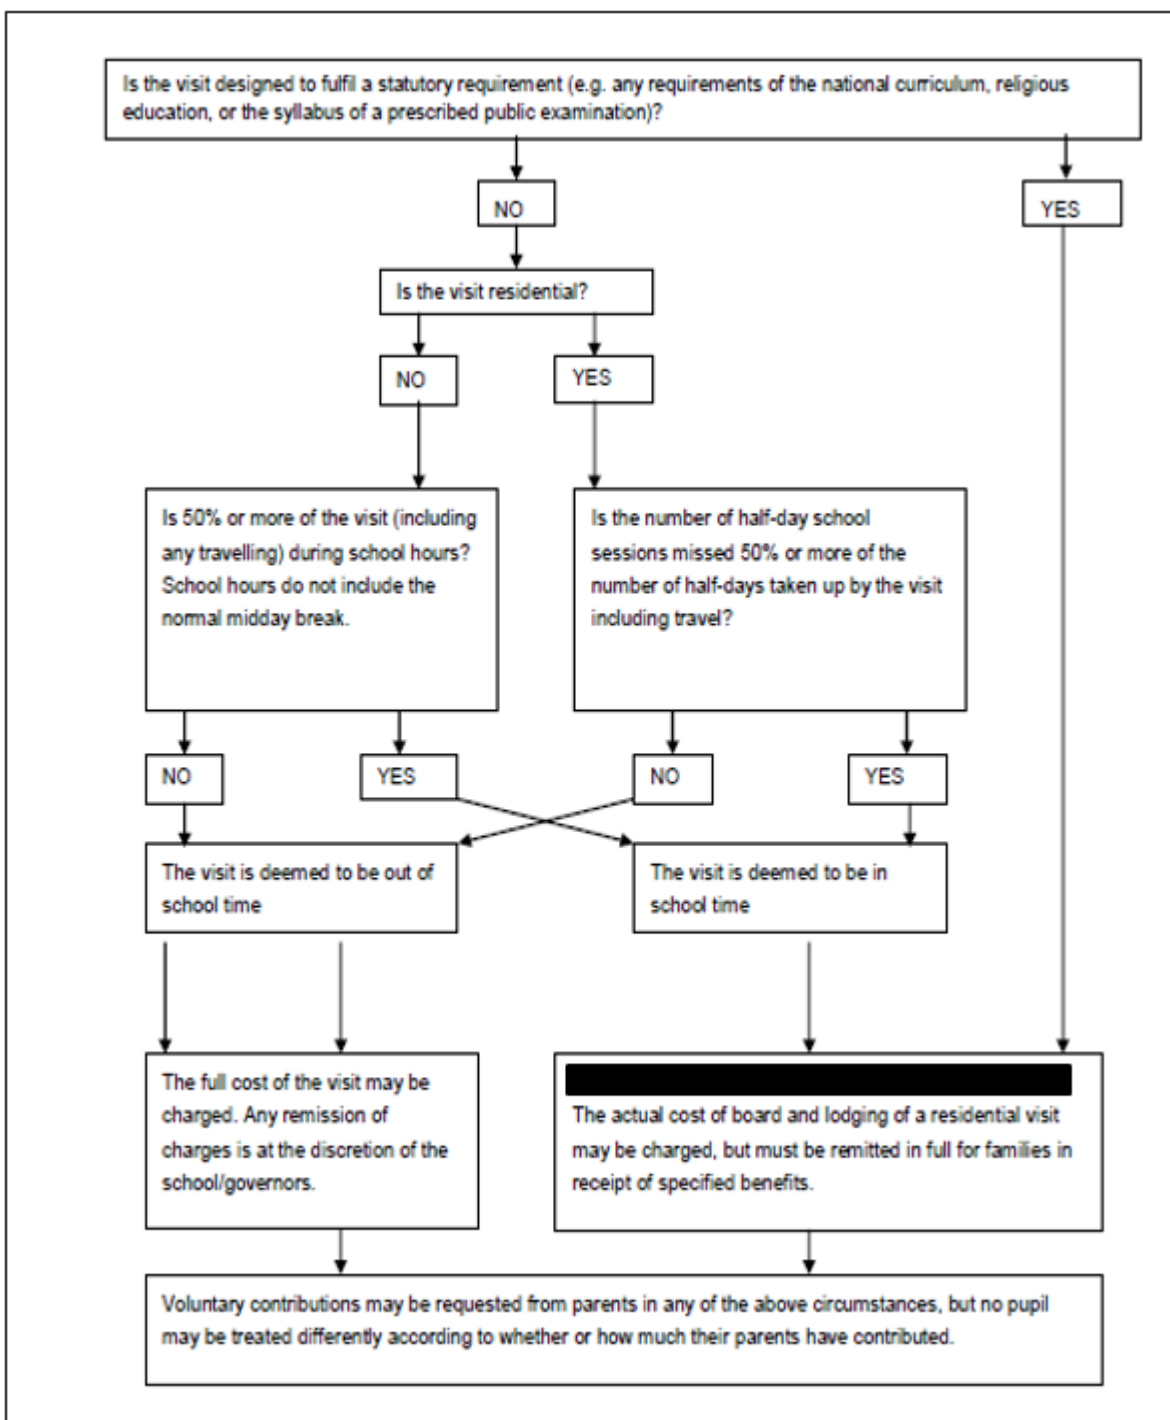 Is the visit designed to fulfil a statutory requirement (e.g. any requirements of the national curriculum, religious
education, or the syllabus of a prescribed public examination)?
NO
YES
Is the visit residential?
NO
YES
Is 50% or more of the visit (including
any travelling) during school hours?
School hours do not include the
normal midday break.
Is the number of half-day school
sessions missed 50% or more of the
number of half-days taken up by the visit
including travel?
NO
YES
NO
YES
The visit is deemed to be out of
school time
The visit is deemed to be in
school time
The full cost of the visit may be
charged. Any remission of
charges is at the discretion of the
school/governors.
The actual cost of board and lodging of a residential visit
may be charged, but must be remitted in full for families in
receipt of specified benefits.
Voluntary contributions may be requested from parents in any of the above circumstances, but no pupil
may be treated differently according to whether or how much their parents have contributed.